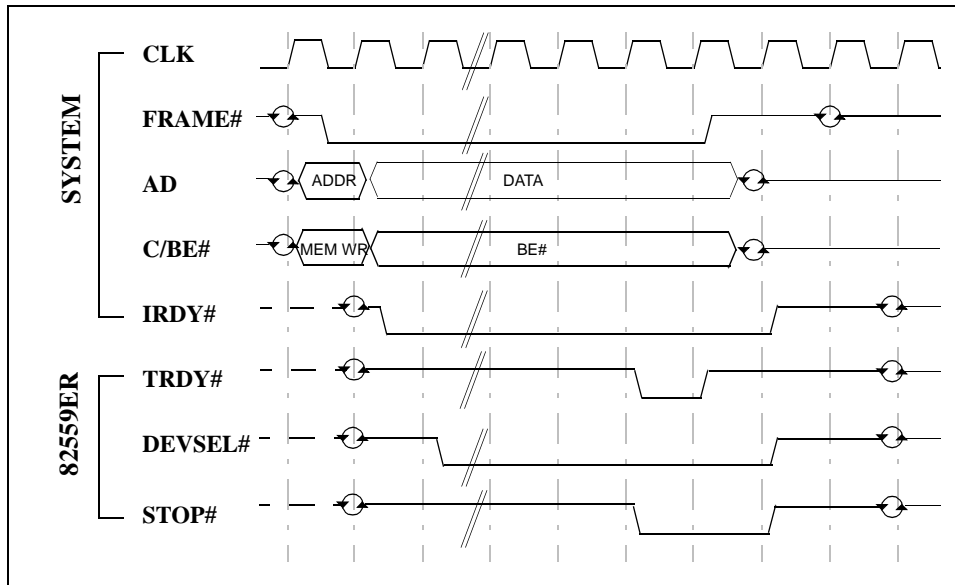 SYSTEM
CLK
FRAME#
AD
ADDR
DATA
C/BE#
MEM WR
BE#
IRDY#
82559ER
TRDY#
DEVSEL#
STOP#